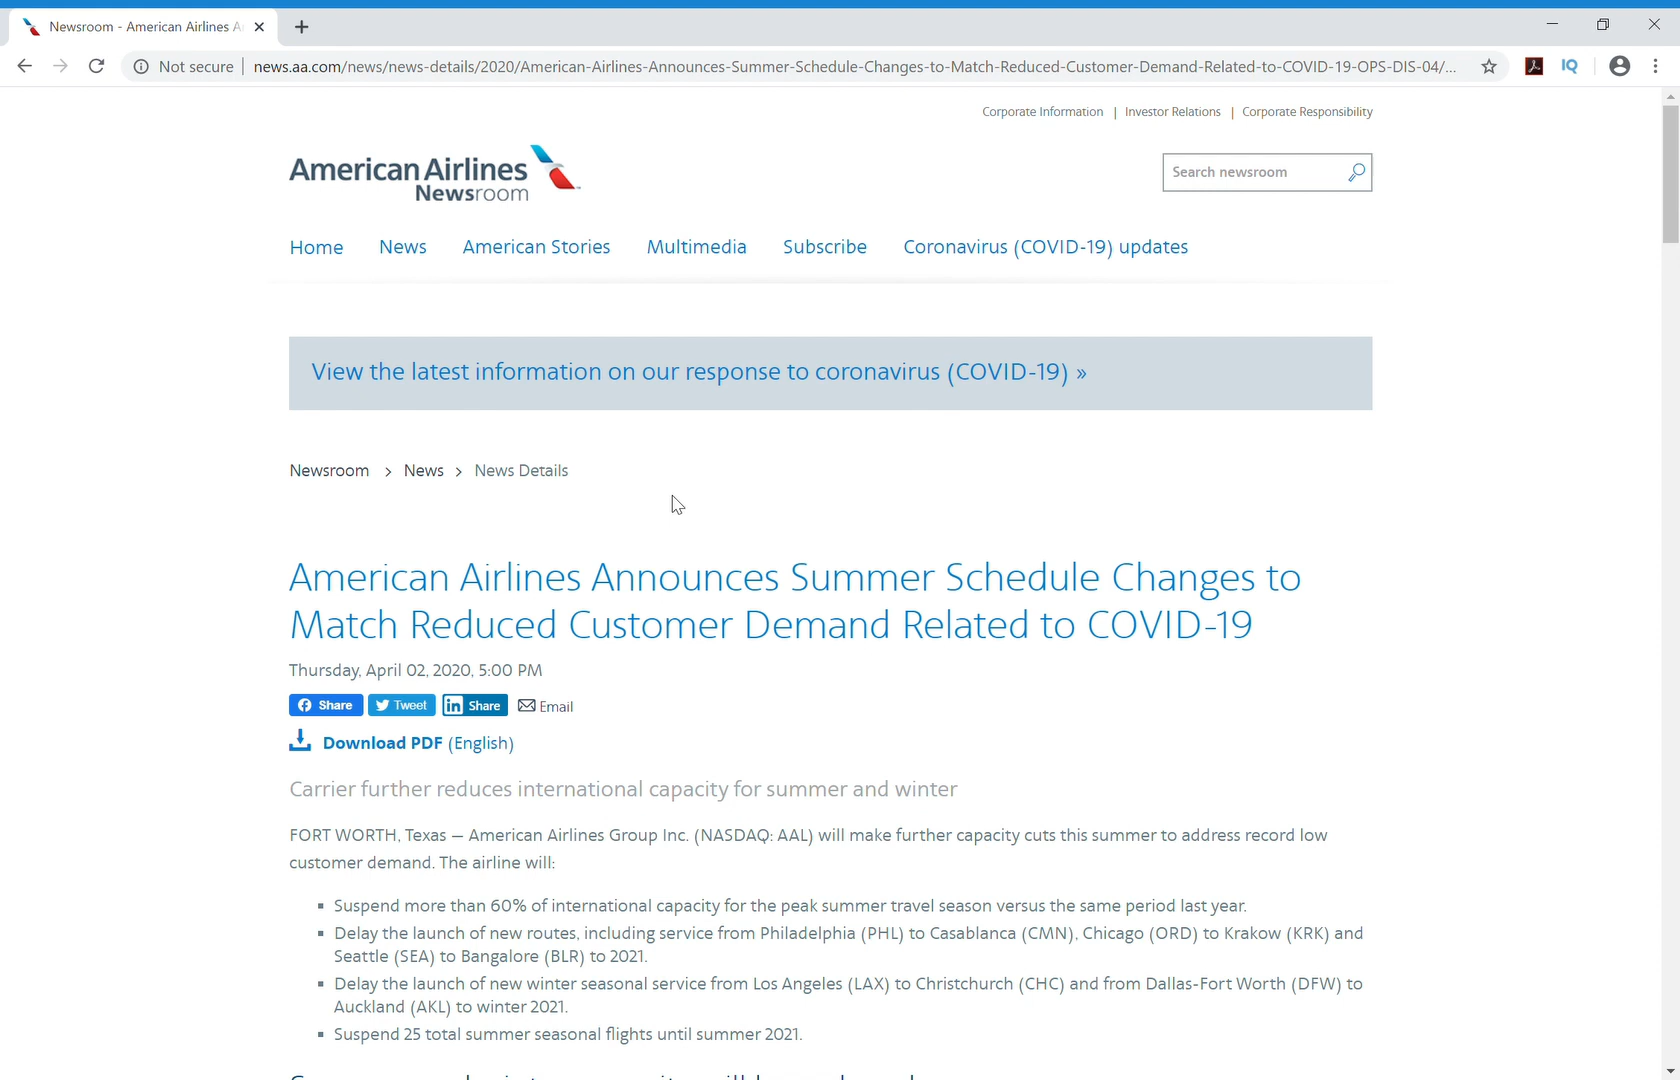 Newsroom - American Airlines A
Not secure
news.aa.com/news/news-details/2020/American-Airlines-Announces-Summer-Schedule-Changes-to-Match-Reduced-Customer-Demand-Related-to-COVID-19-OPS-DIS-04/...
IQ
Corporate Information | Investor Relations | Corporate Responsibility
American Airlines
Newsroom
Search newsroom
Home News American Stories Multimedia Subscribe Coronavirus (COVID-19) updates
View the latest information on our response to coronavirus (COVID-19) »
Newsroom > News > News Details
American Airlines Announces Summer Schedule Changes to
Match Reduced Customer Demand Related to COVID-19
Thursday, April 02, 2020, 5:00 PM
Share Tweet in Share Email
Download PDF (English)
Carrier further reduces international capacity for summer and winter
FORT WORTH, Texas — American Airlines Group Inc. (NASDAQ: AAL) will make further capacity cuts this summer to address record low
customer demand. The airline will:
▪ Suspend more than 60% of international capacity for the peak summer travel season versus the same period last year.
▪ Delay the launch of new routes, including service from Philadelphia (PHL) to Casablanca (CMN), Chicago (ORD) to Krakow (KRK) and
Seattle (SEA) to Bangalore (BLR) to 2021.
▪ Delay the launch of new winter seasonal service from Los Angeles (LAX) to Christchurch (CHC) and from Dallas-Fort Worth (DFW) to
Auckland (AKL) to winter 2021.
▪ Suspend 25 total summer seasonal flights until summer 2021.